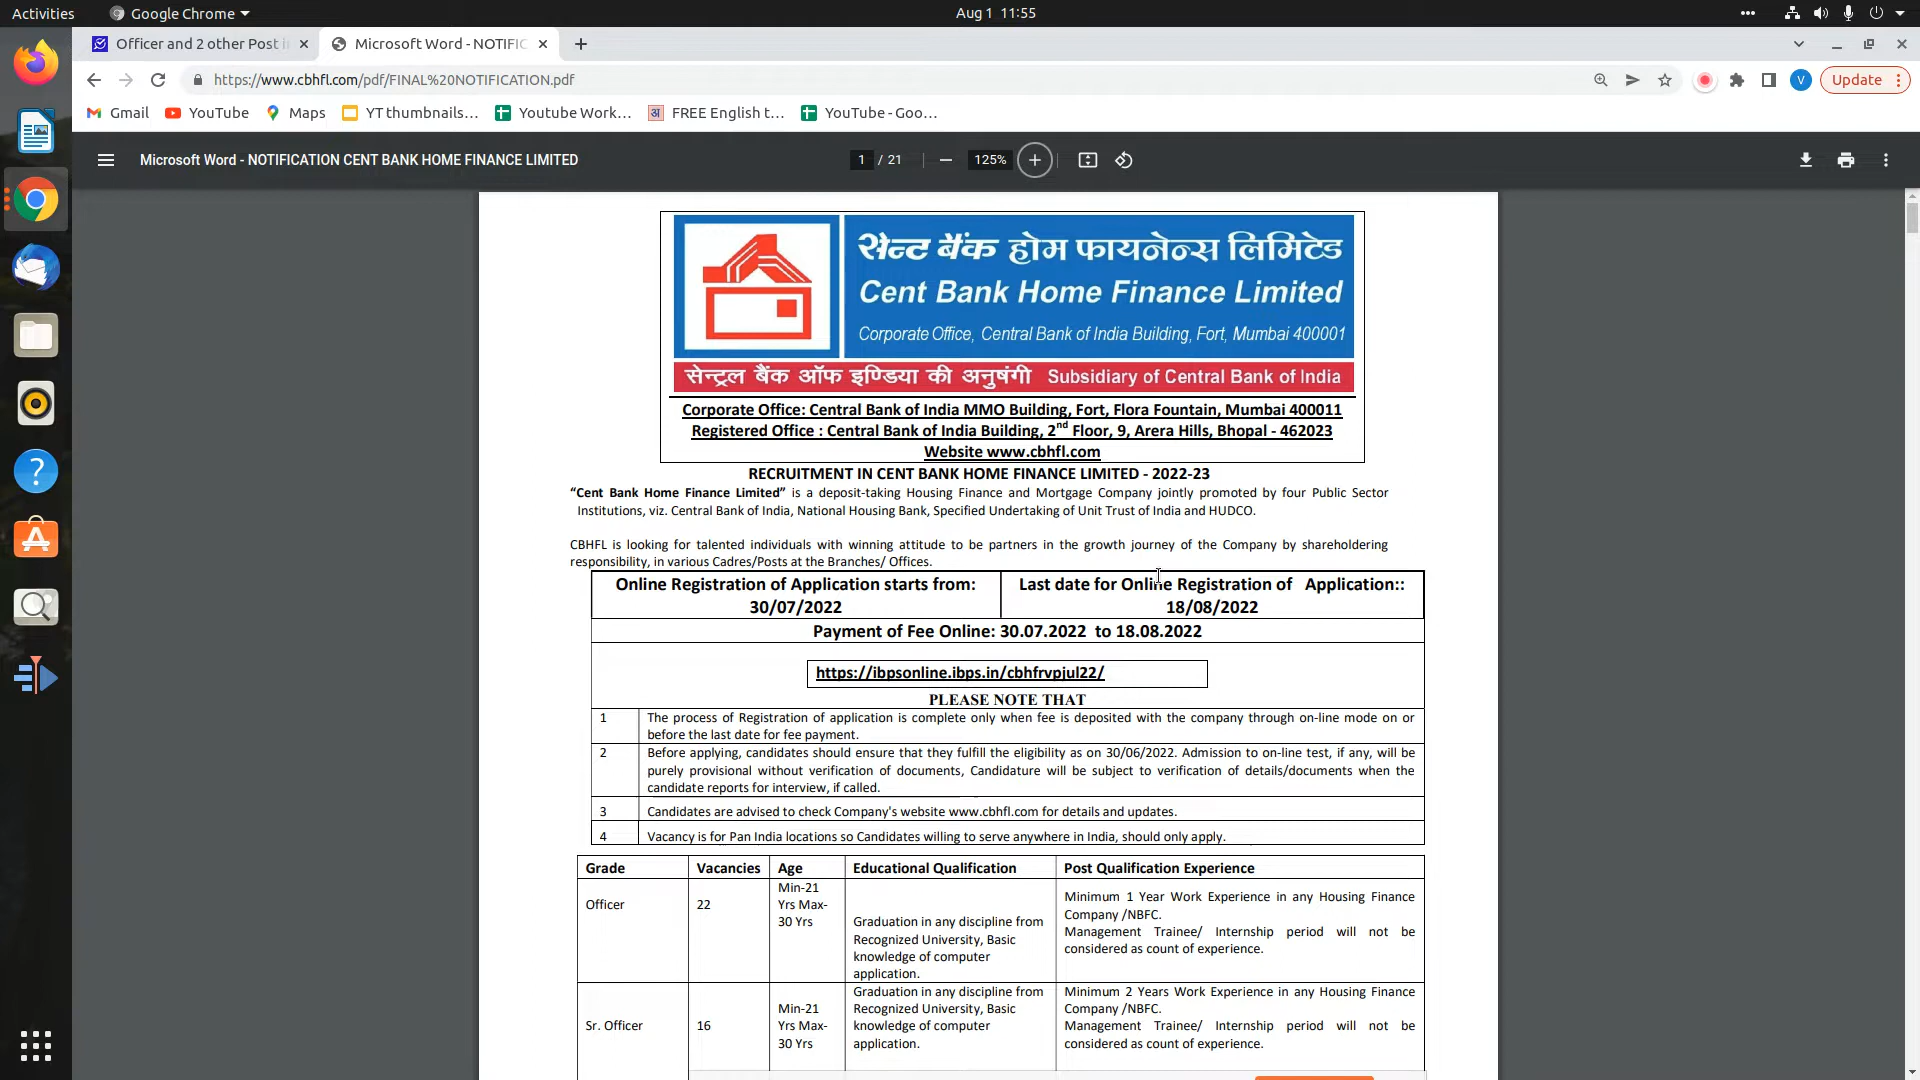 Activities
Google Chrome
Aug 1 11:55
Officer and 2 other Post i
Microsoft Word - NOTIFIC
https://www.cbhfl.com/pdf/FINAL%20NOTIFICATION.pdf
V
Update
Gmail
YouTube
Maps
YT thumbnails...
Youtube Work...
अ
FREE English t...
YouTube - Goo...
Microsoft Word - NOTIFICATION CENT BANK HOME FINANCE LIMITED
1 / 21
125%
सेन्ट बैंक होम फायनेन्स लिमिटेड
Cent Bank Home Finance Limited
Corporate Office, Central Bank of India Building, Fort, Mumbai 400001
सेन्ट्रल बैंक ऑफ इण्डिया की अनुषंगी Subsidiary of Central Bank of India
Corporate Office: Central Bank of India MMO Building, Fort, Flora Fountain, Mumbai 400011
Registered Office : Central Bank of India Building, 2nd Floor, 9, Arera Hills, Bhopal - 462023
Website www.cbhfl.com
RECRUITMENT IN CENT BANK HOME FINANCE LIMITED - 2022-23
“Cent Bank Home Finance Limited” is a deposit-taking Housing Finance and Mortgage Company jointly promoted by four Public Sector
Institutions, viz. Central Bank of India, National Housing Bank, Specified Undertaking of Unit Trust of India and HUDCO.
CBHFL is looking for talented individuals with winning attitude to be partners in the growth journey of the Company by shareholdering
responsibility, in various Cadres/Posts at the Branches/ Offices.
Online Registration of Application starts from:
30/07/2022
Last date for Online Registration of Application::
18/08/2022
Payment of Fee Online: 30.07.2022 to 18.08.2022
https://ibpsonline.ibps.in/cbhfrvpjul22/
PLEASE NOTE THAT
1 The process of Registration of application is complete only when fee is deposited with the company through on-line mode on or
before the last date for fee payment.
2 Before applying, candidates should ensure that they fulfill the eligibility as on 30/06/2022. Admission to on-line test, if any, will be
purely provisional without verification of documents, Candidature will be subject to verification of details/documents when the
candidate reports for interview, if called.
3 Candidates are advised to check Company's website www.cbhfl.com for details and updates.
4 Vacancy is for Pan India locations so Candidates willing to serve anywhere in India, should only apply.
Grade Vacancies Age Educational Qualification Post Qualification Experience
Officer
22
Min-21
Yrs Max-
30 Yrs
Graduation in any discipline from
Recognized University, Basic
knowledge of computer
application.
Minimum 1 Year Work Experience in any Housing Finance
Company /NBFC.
Management Trainee/ Internship period will not be
considered as count of experience.
Sr. Officer
16
Min-21
Yrs Max-
30 Yrs
Graduation in any discipline from
Recognized University, Basic
knowledge of computer
application.
Minimum 2 Years Work Experience in any Housing Finance
Company /NBFC.
Management Trainee/ Internship period will not be
considered as count of experience.